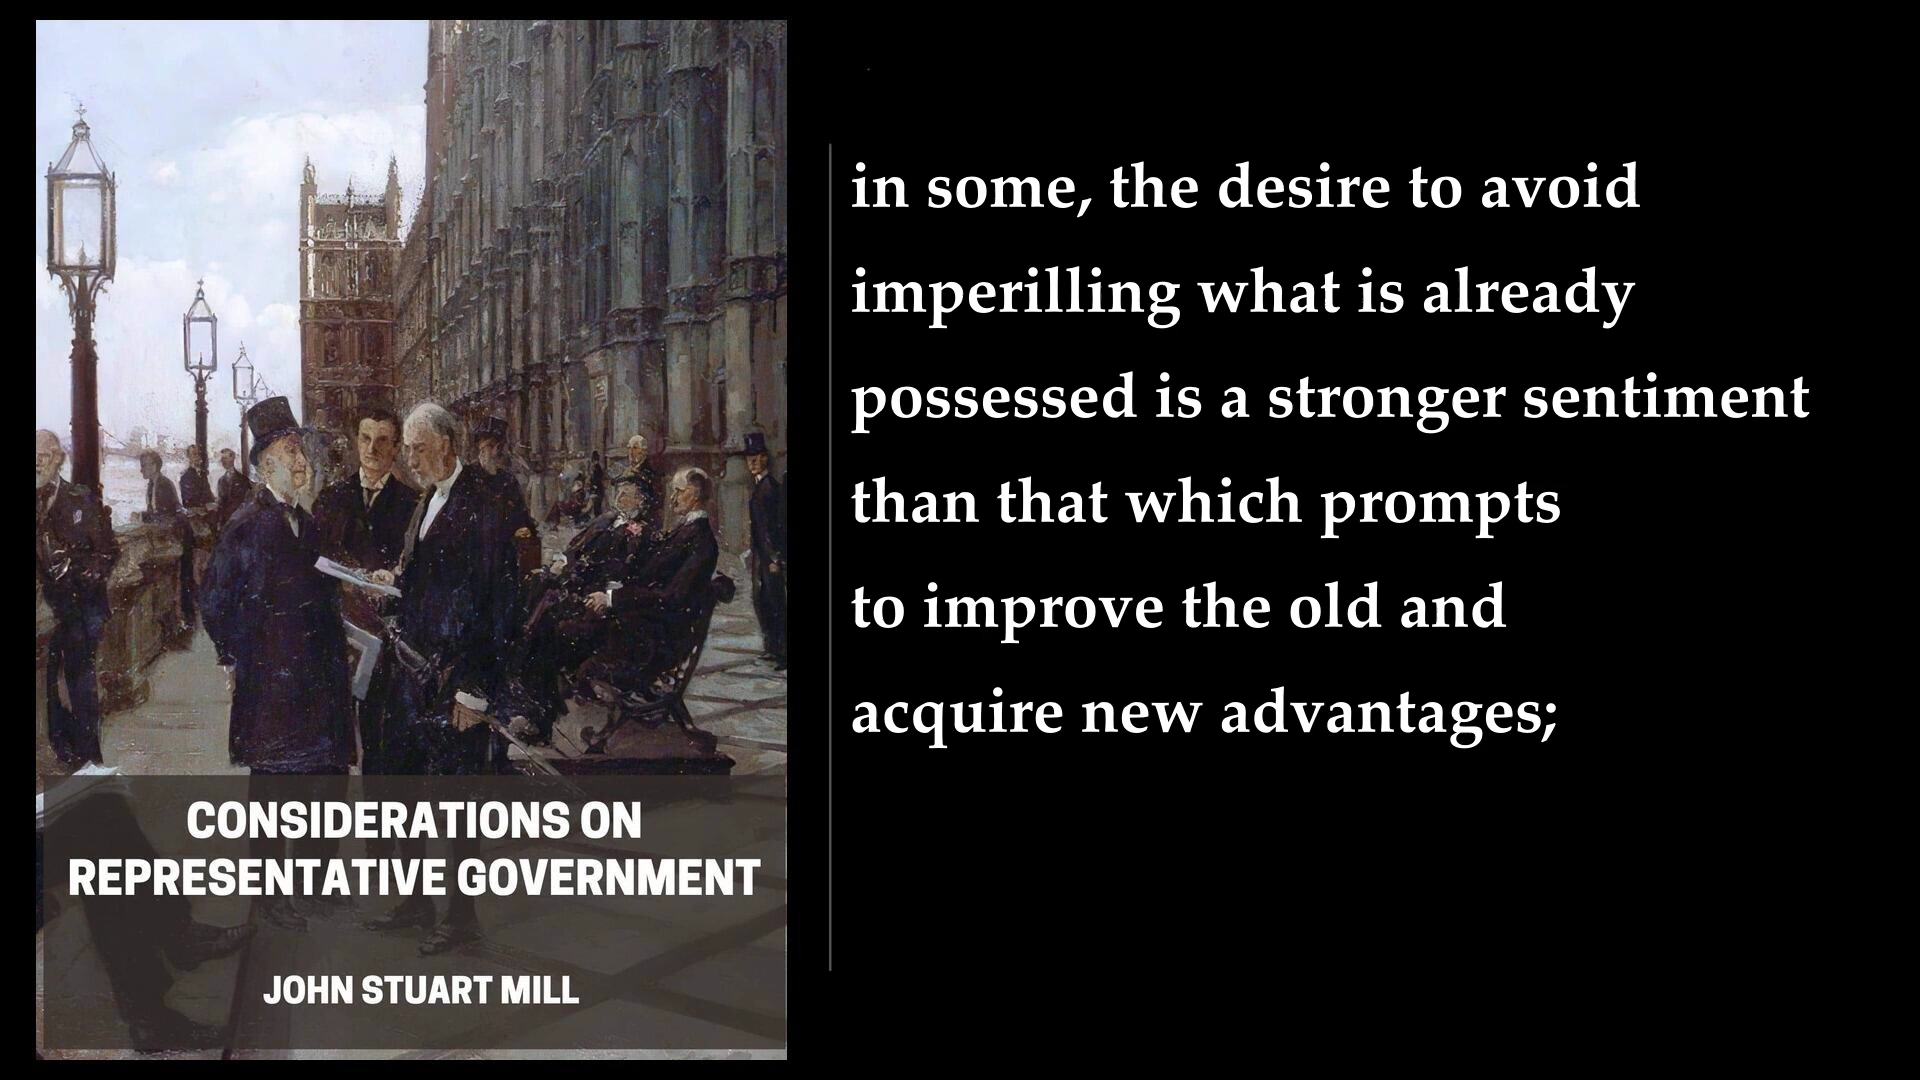 in some, the desire to avoid
imperilling what is already
possessed is a stronger sentiment
than that which prompts
to improve the old and
acquire new advantages;
CONSIDERATIONS ON
REPRESENTATIVE GOVERNMENT
JOHN STUART MILL